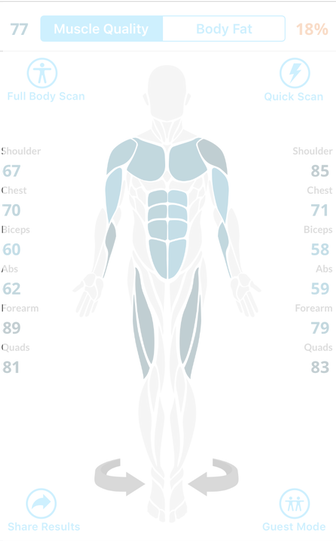 77 Muscle Quality Body Fat 18%
Full Body Scan Quick Scan
Shoulder Shoulder
67 85
Chest Chest
70 71
Biceps Biceps
60 58
Abs Abs
62 59
Forearm Forearm
89 79
Quads Quads
81 83
Share Results Guest Mode